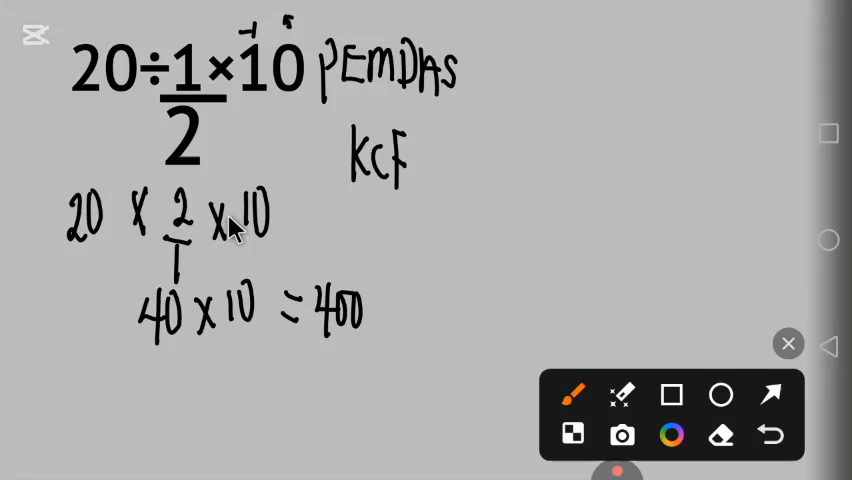 20÷1/2×10 PEMDAS
KCF
20 x 2/1 x 10
40 x 10 = 400